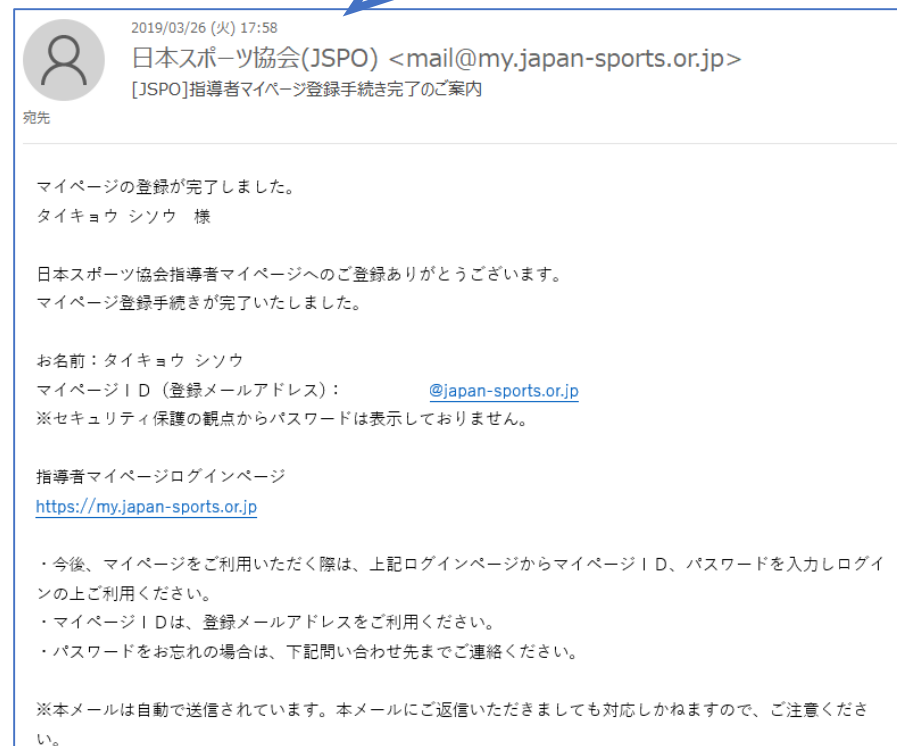 2019/03/26 (火) 17:58
日本スポーツ協会(JSPO) <mail@my.japan-sports.or.jp>
[JSPO]指導者マイページ登録手続き完了のご案内
宛先
マイページの登録が完了しました。
タイキョウ シソウ　様
日本スポーツ協会指導者マイページへのご登録ありがとうございます。
マイページ登録手続きが完了いたしました。
お名前：タイキョウ シソウ
マイページＩＤ（登録メールアドレス）：　　　　　@japan-sports.or.jp
※セキュリティ保護の観点からパスワードは表示しておりません。
指導者マイページログインページ
https://my.japan-sports.or.jp
・今後、マイページをご利用いただく際は、上記ログインページからマイページＩＤ、パスワードを入力しログイ
ンの上ご利用ください。
・マイページＩＤは、登録メールアドレスをご利用ください。
・パスワードをお忘れの場合は、下記問い合わせ先までご連絡ください。
※本メールは自動で送信されています。本メールにご返信いただきましても対応しかねますので、ご注意くださ
い。